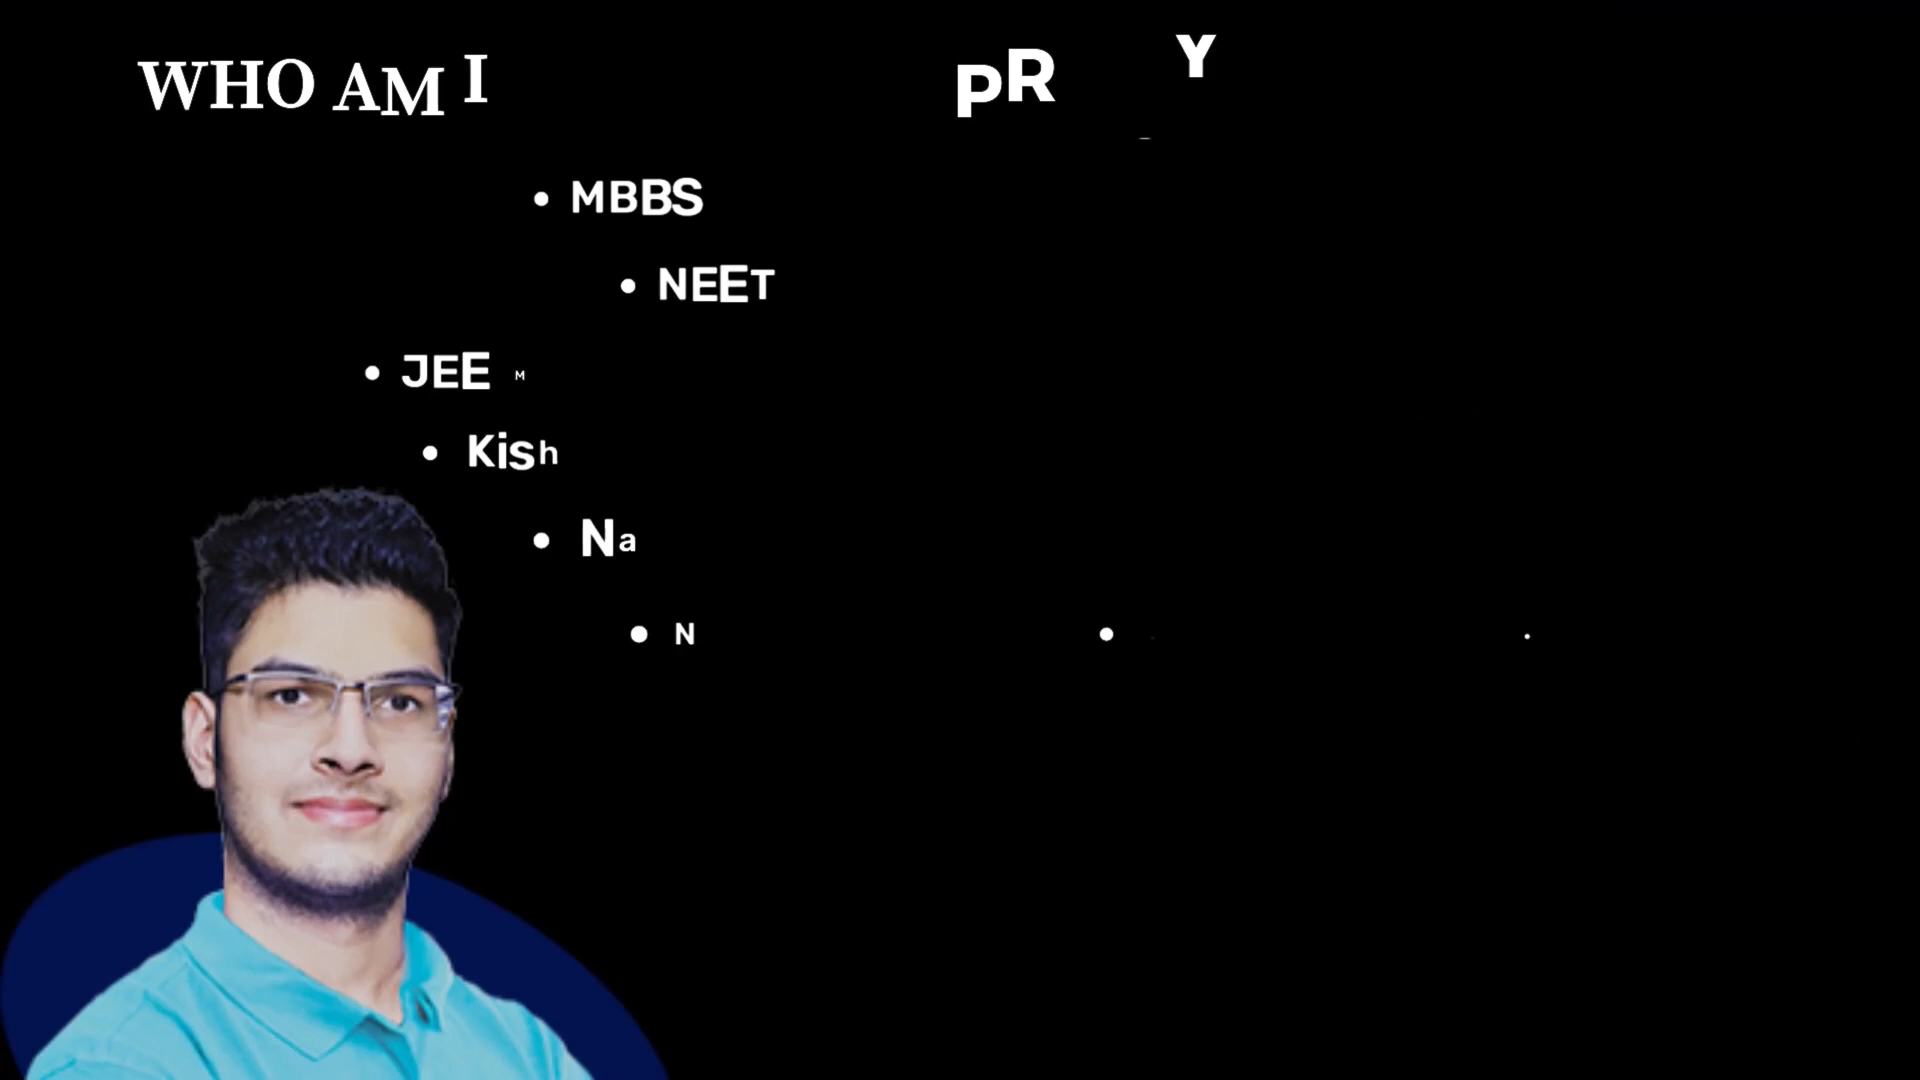 WHO AM I
PR Y
• MBBS
• NEET
• JEE M
• Kish
• Na
• N